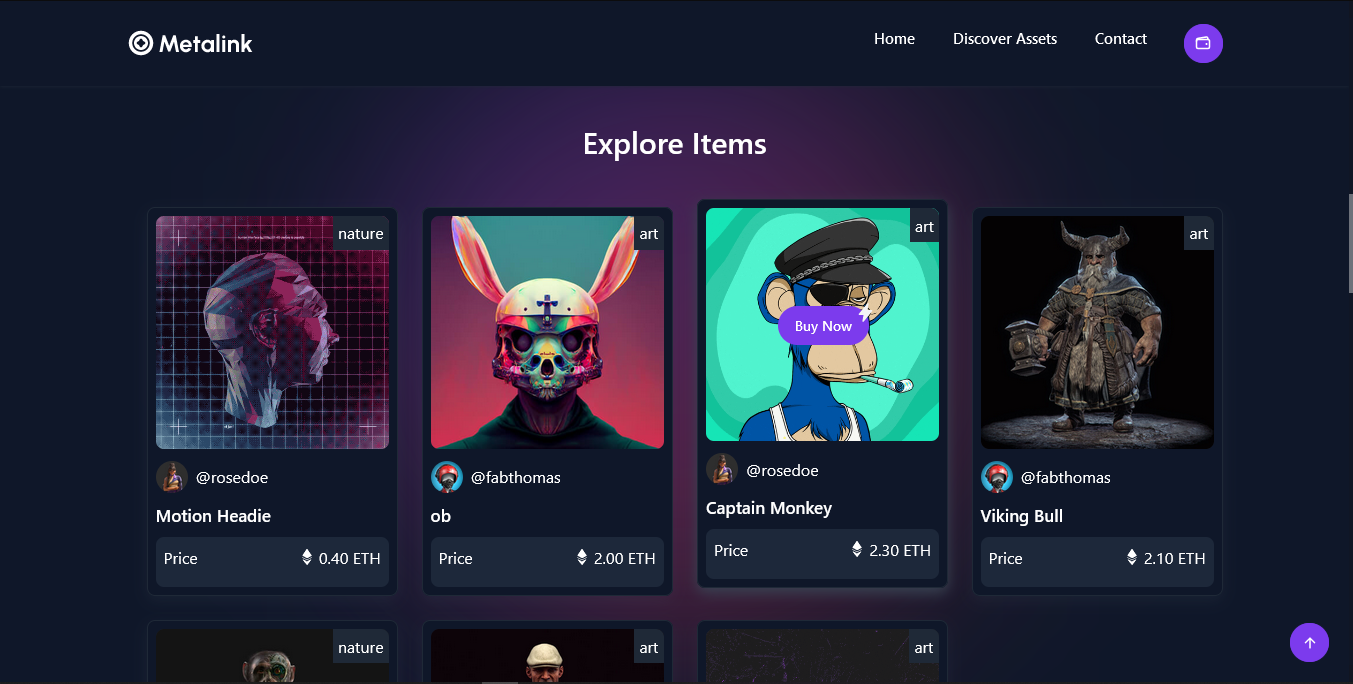 Metalink
Home
Discover Assets
Contact
Explore Items
nature
@rosedoe
Motion Headie
Price
0.40 ETH
art
@fabthomas
ob
Price
2.00 ETH
art
Buy Now
@rosedoe
Captain Monkey
Price
2.30 ETH
art
@fabthomas
Viking Bull
Price
2.10 ETH
nature
art
art